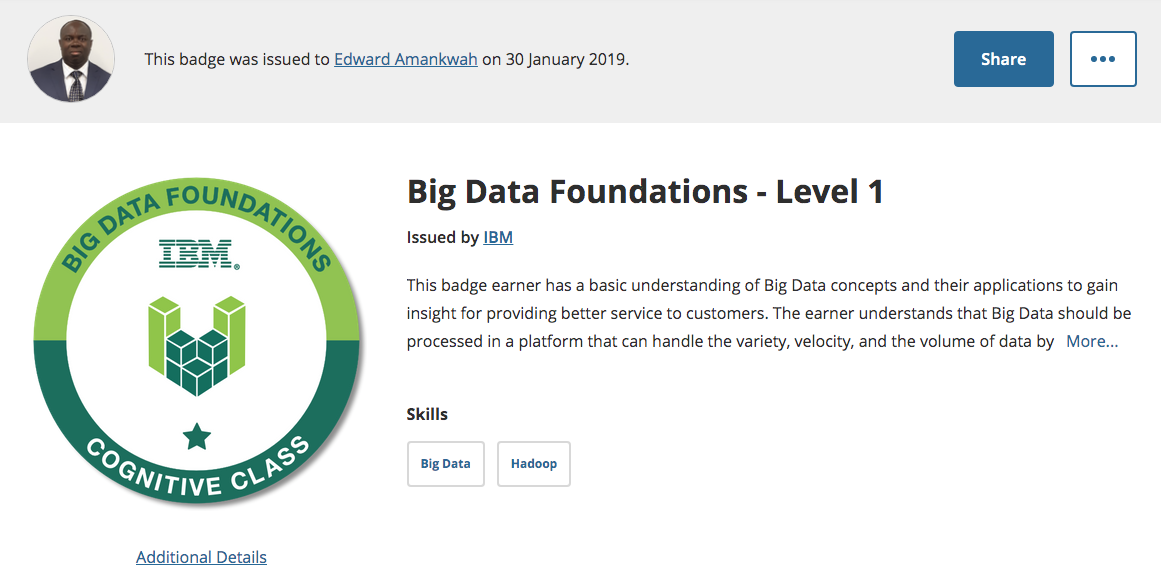 This badge was issued to Edward Amankwah on 30 January 2019.
Share
BIG DATA FOUNDATIONS
IBM®
COGNITIVE CLASS
Additional Details
Big Data Foundations - Level 1
Issued by IBM
This badge earner has a basic understanding of Big Data concepts and their applications to gain
insight for providing better service to customers. The earner understands that Big Data should be
processed in a platform that can handle the variety, velocity, and the volume of data by More...
Skills
Big Data
Hadoop